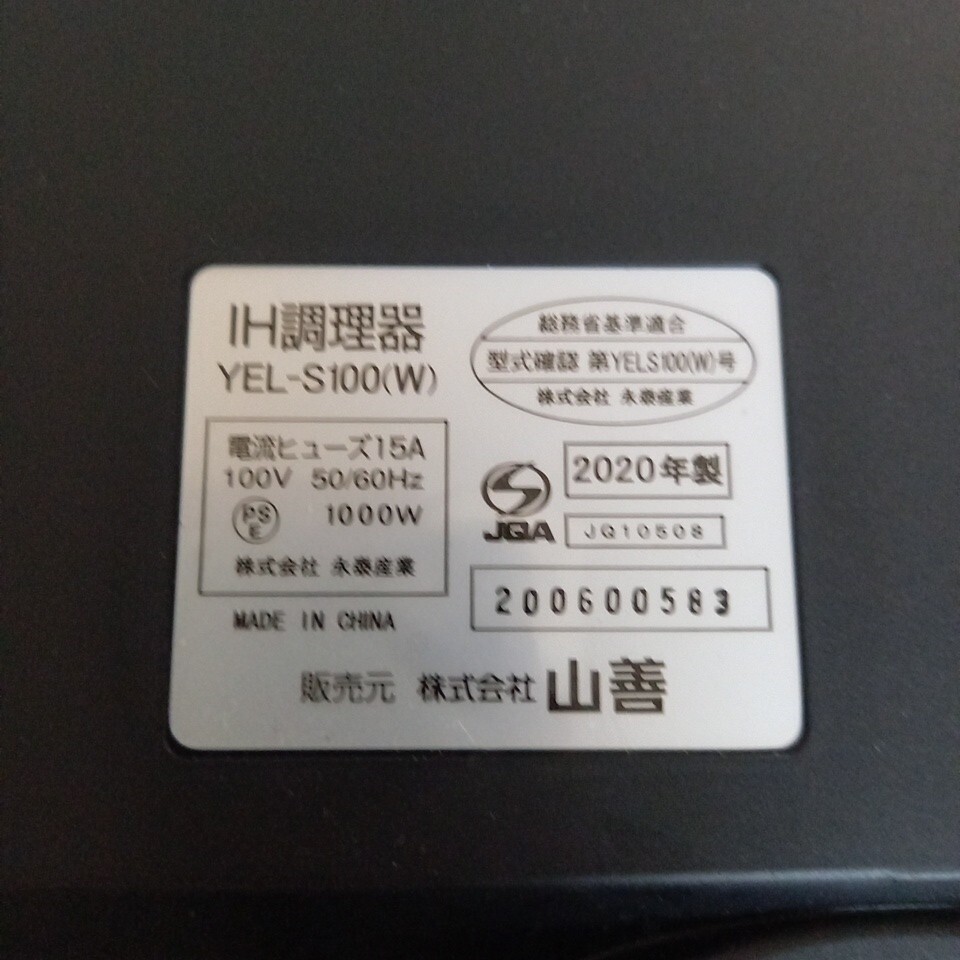 IH調理器
YEL-S100(W)
総務省基準適合
型式確認 第YELS100(W)号
株式会社 永泰産業
電流ヒューズ15A
100V 50/60Hz
PS
E
1000W
株式会社 永泰産業
MADE IN CHINA
JQA
2020年製
JQ10508
200600583
販売元 株式会社 山善